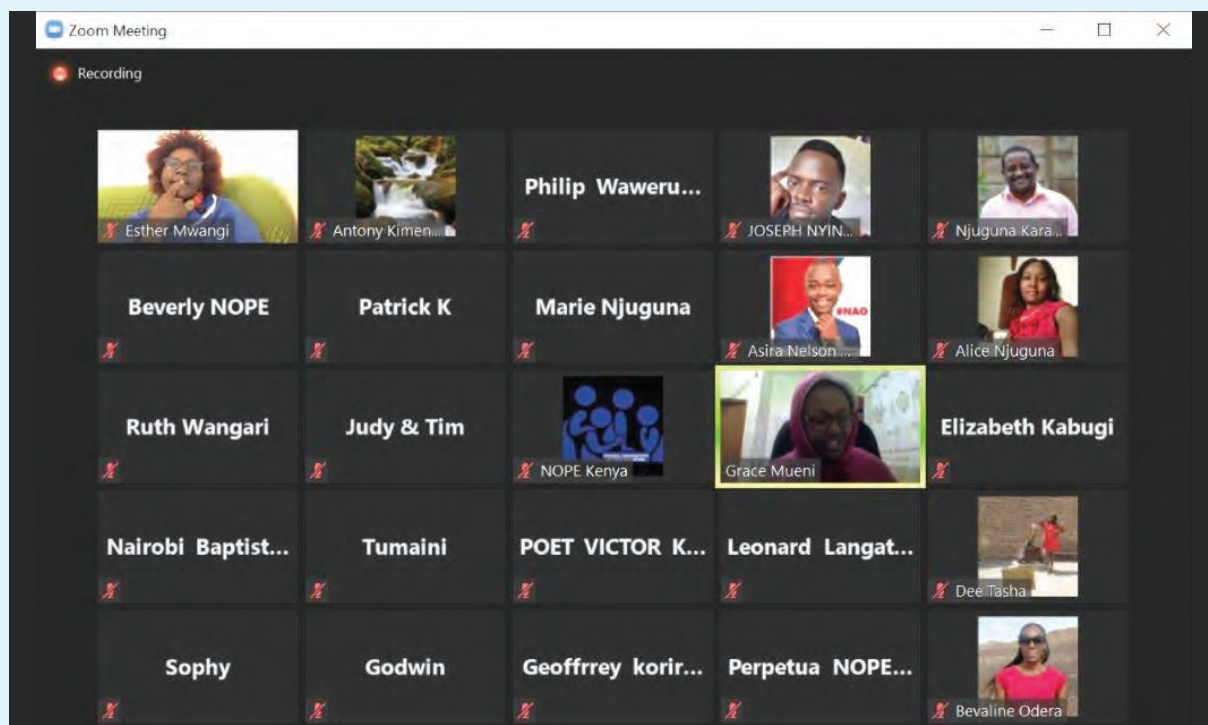 Zoom Meeting
Recording
Esther Mwangi
Antony Kimen...
Philip Waweru...
JOSEPH NYIN...
Njuguna Kara...
Beverly NOPE
Patrick K
Marie Njuguna
#NAO
Asira Nelson ...
Alice Njuguna
Ruth Wangari
Judy & Tim
NOPE Kenya
Grace Mueni
Elizabeth Kabugi
Nairobi Baptist...
Tumaini
POET VICTOR K...
Leonard Langat...
Dee Tasha
Sophy
Godwin
Geoffrrey korir...
Perpetua NOPE...
Bevaline Odera